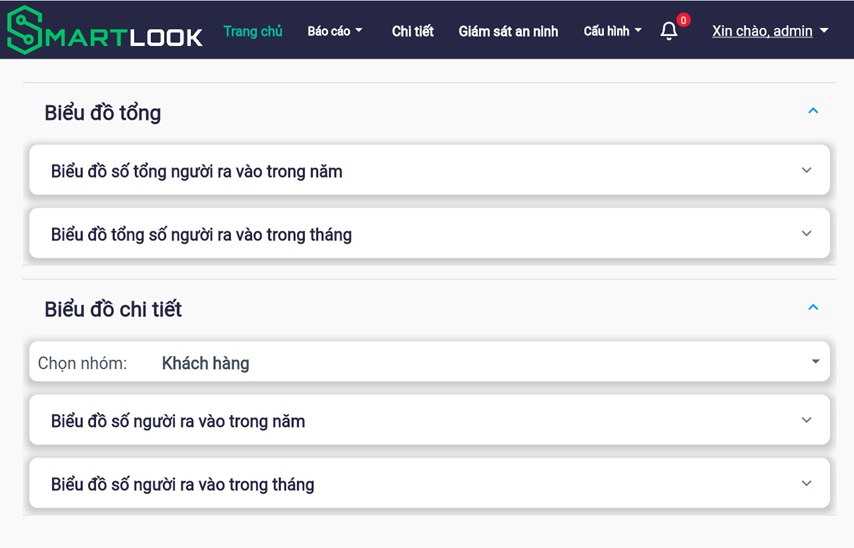 SMARTLOOK Trang chủ Báo cáo Chi tiết Giám sát an ninh Cấu hình 0 Xin chào, admin
Biểu đồ tổng
Biểu đồ số tổng người ra vào trong năm
Biểu đồ tổng số người ra vào trong tháng
Biểu đồ chi tiết
Chọn nhóm: Khách hàng
Biểu đồ số người ra vào trong năm
Biểu đồ số người ra vào trong tháng